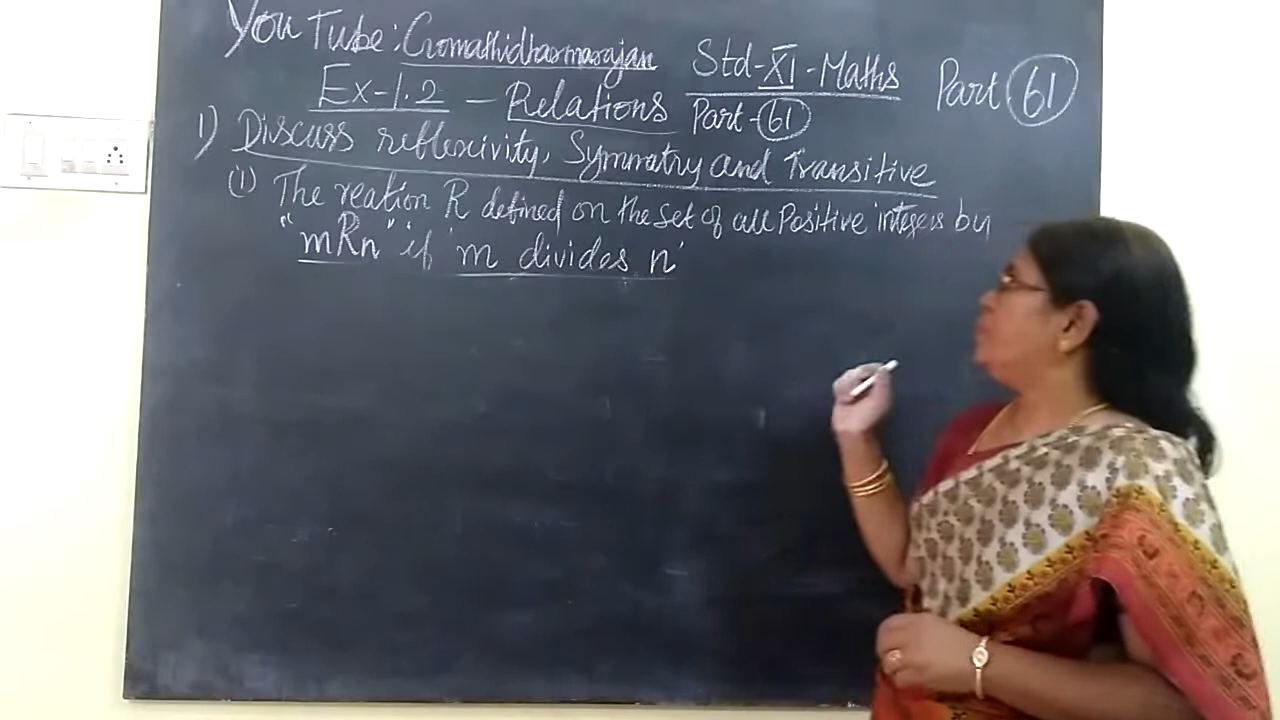 YouTube: Gomathidharmarajan Std-XI-Maths Part 61
Ex-1.2 - Relations Part-61
1) Discuss reflexivity, Symmetry and Transitive
(1) The reation R defined on the set of all Positive integers by
"mRn" if 'm divides n'